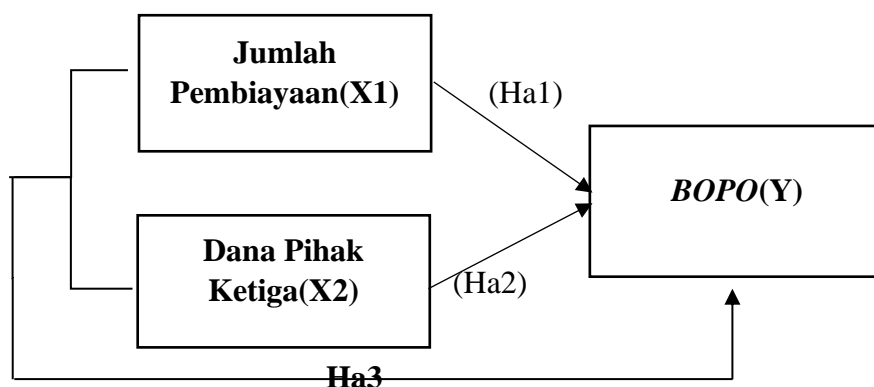 Jumlah
Pembiayaan(X1)
(Ha1)
BOPO(Y)
Dana Pihak
Ketiga(X2)
(Ha2)
Ha3